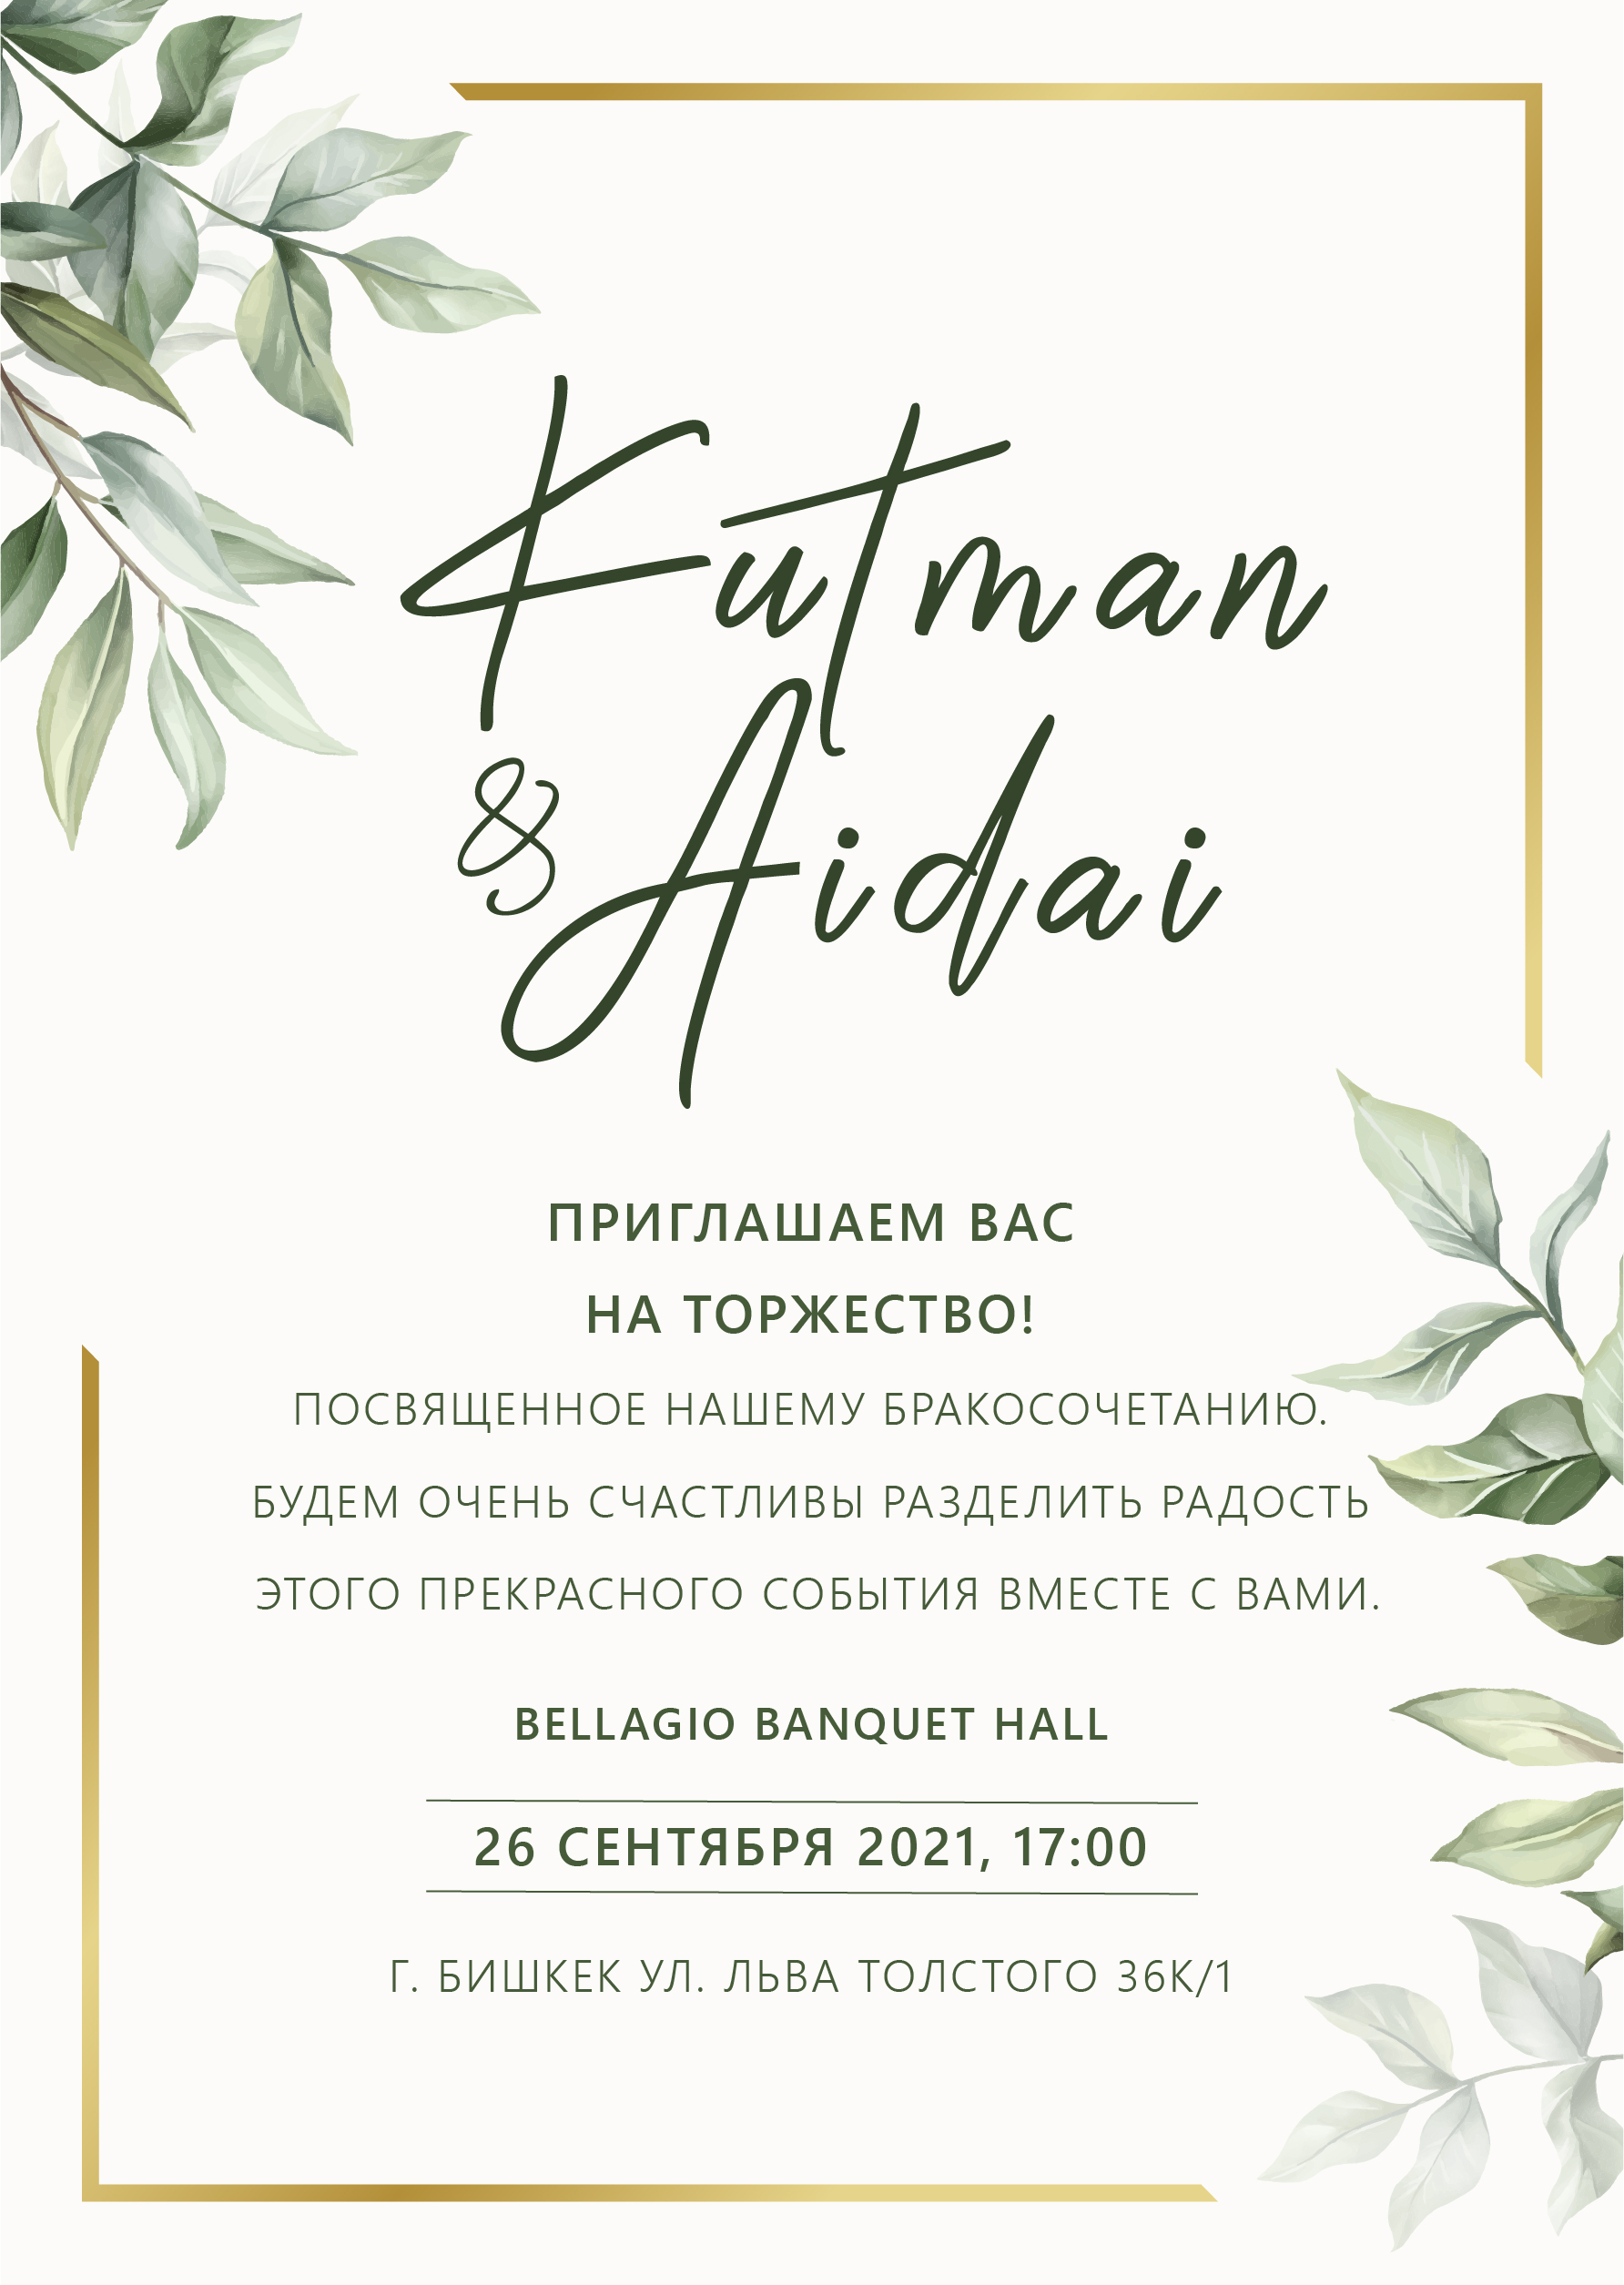 Kutman
& Aidai
ПРИГЛАШАЕМ ВАС
НА ТОРЖЕСТВО!
ПОСВЯЩЕННОЕ НАШЕМУ БРАКОСОЧЕТАНИЮ.
БУДЕМ ОЧЕНЬ СЧАСТЛИВЫ РАЗДЕЛИТЬ РАДОСТЬ
ЭТОГО ПРЕКРАСНОГО СОБЫТИЯ ВМЕСТЕ С ВАМИ.
BELLAGIO BANQUET HALL
26 СЕНТЯБРЯ 2021, 17:00
Г. БИШКЕК УЛ. ЛЬВА ТОЛСТОГО 36К/1